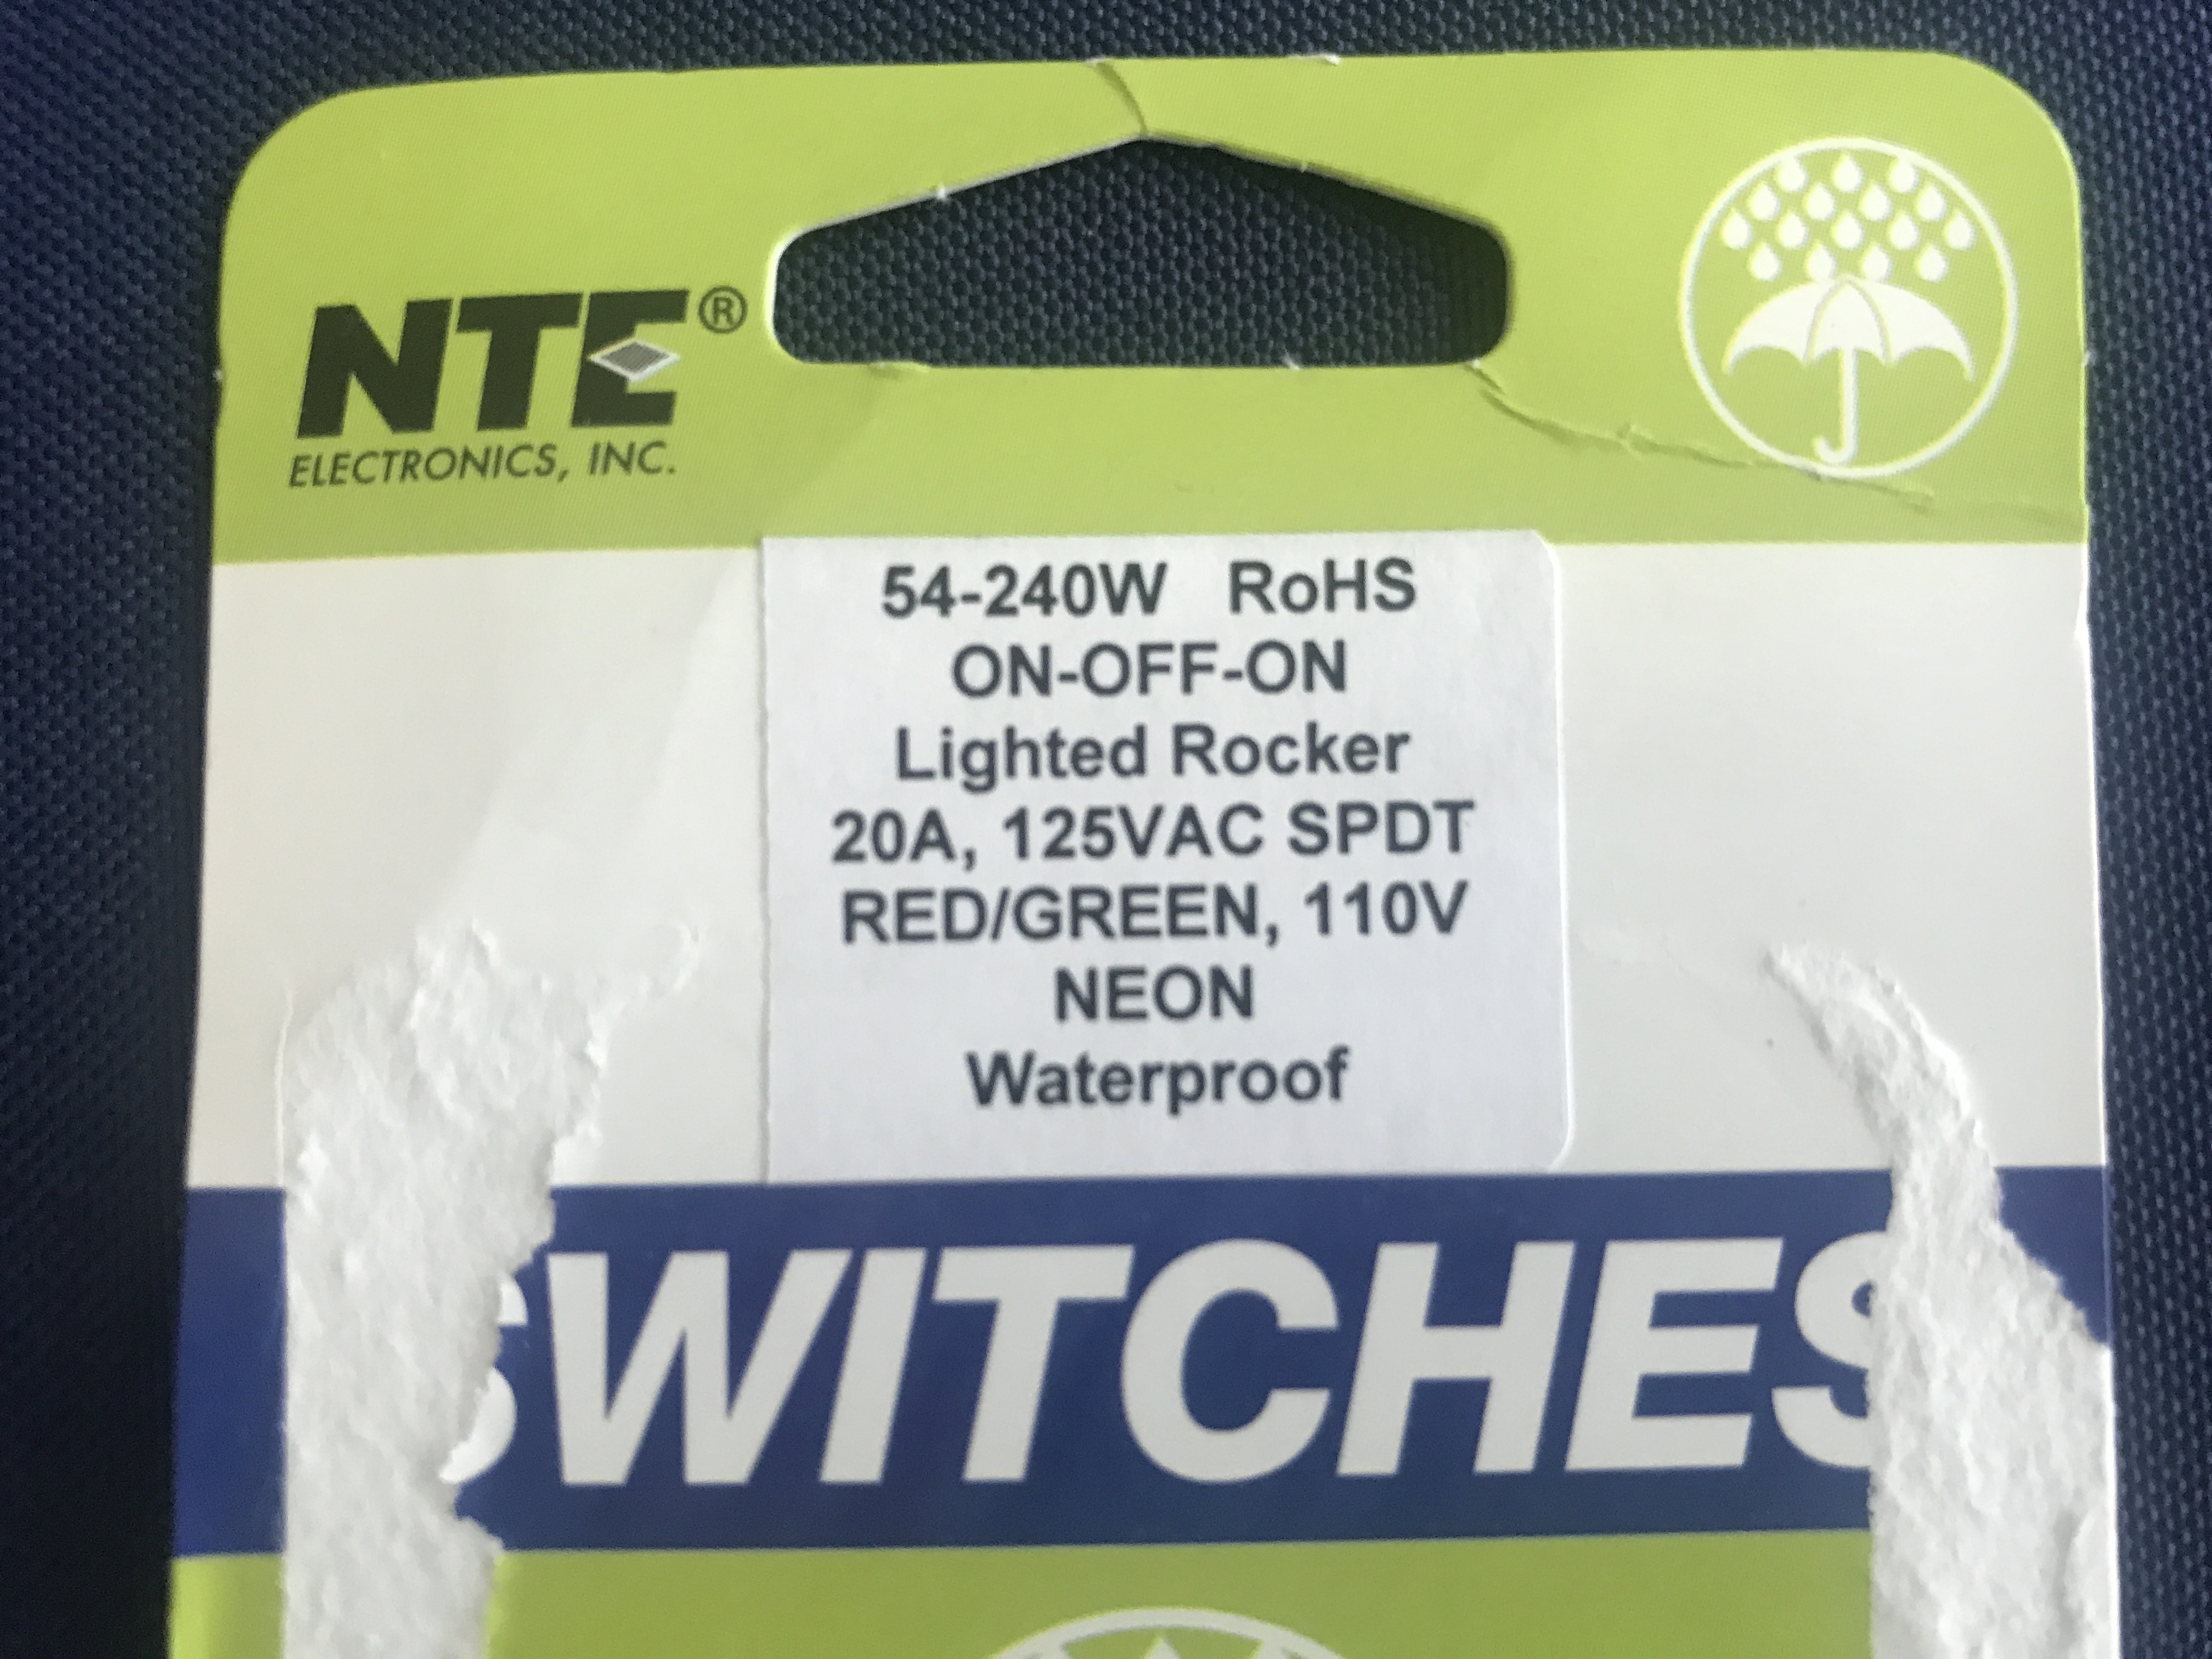 NTE®
ELECTRONICS, INC.
54-240W RoHS
ON-OFF-ON
Lighted Rocker
20A, 125VAC SPDT
RED/GREEN, 110V
NEON
Waterproof
SWITCHES